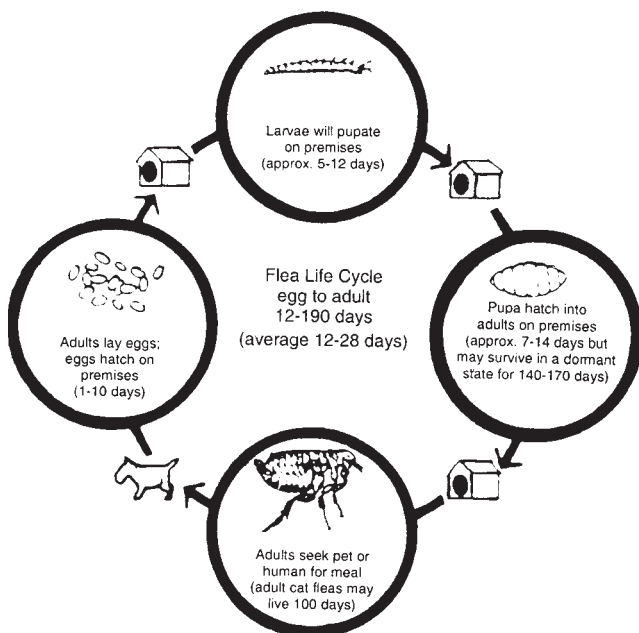 Larvae will pupate
on premises
(approx. 5-12 days)
Flea Life Cycle
egg to adult
12-190 days
(average 12-28 days)
Pupa hatch into
adults on premises
(approx. 7-14 days but
may survive in a dormant
state for 140-170 days)
Adults lay eggs;
eggs hatch on
premises
(1-10 days)
Adults seek pet or
human for meal
(adult cat fleas may
live 100 days)